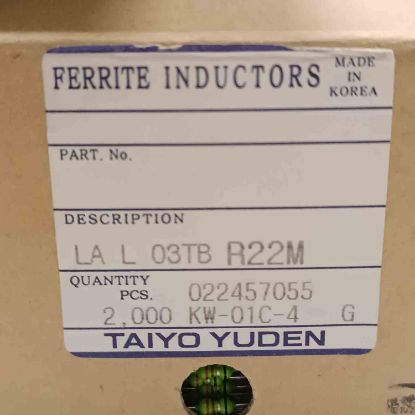 FERRITE INDUCTORS
MADE
IN
KOREA
PART. No.
DESCRIPTION
LA L 03TB R22M
QUANTITY
PCS. 022457055
2,000 KW-01C-4 G
TAIYO YUDEN